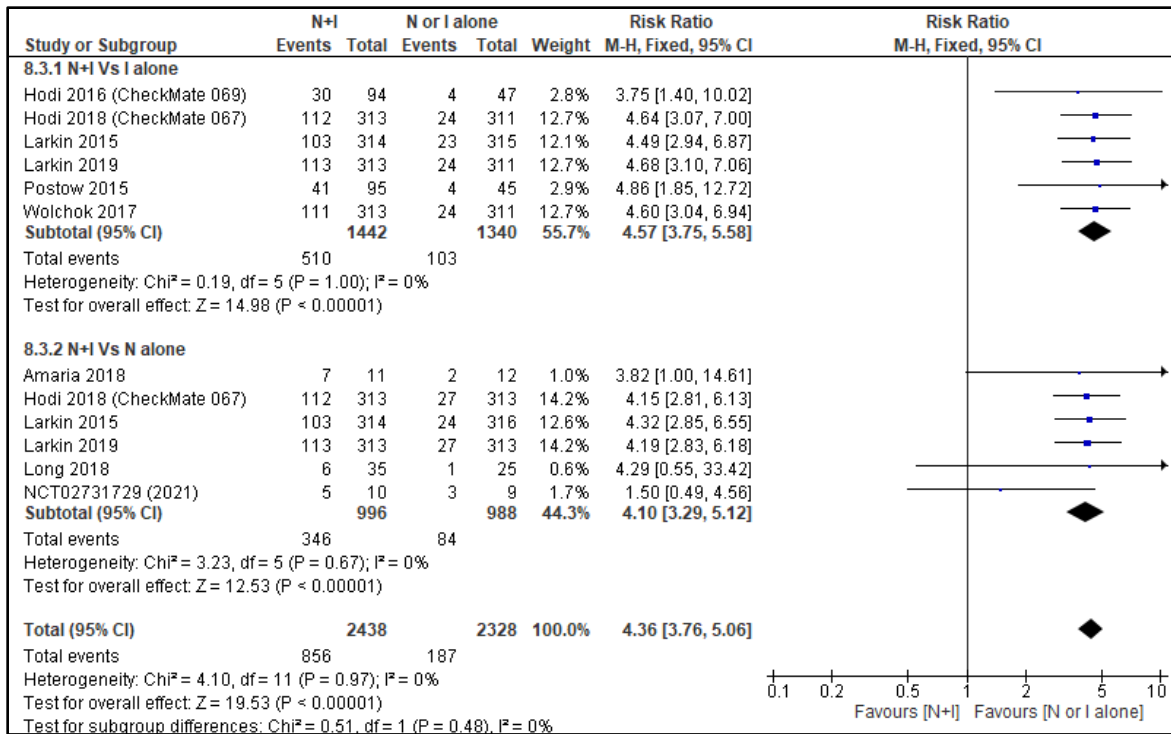 N+I N or I alone Risk Ratio Risk Ratio
Study or Subgroup Events Total Events Total Weight M-H, Fixed, 95% CI M-H, Fixed, 95% CI
8.3.1 N+I Vs I alone
Hodi 2016 (CheckMate 069) 30 94 4 47 2.8% 3.75 [1.40, 10.02]
Hodi 2018 (CheckMate 067) 112 313 24 311 12.7% 4.64 [3.07, 7.00]
Larkin 2015 103 314 23 315 12.1% 4.49 [2.94, 6.87]
Larkin 2019 113 313 24 311 12.7% 4.68 [3.10, 7.06]
Postow 2015 41 95 4 45 2.9% 4.86 [1.85, 12.72]
Wolchok 2017 111 313 24 311 12.7% 4.60 [3.04, 6.94]
Subtotal (95% CI) 1442 1340 55.7% 4.57 [3.75, 5.58]
Total events 510 103
Heterogeneity: Chi² = 0.19, df = 5 (P = 1.00); I² = 0%
Test for overall effect: Z = 14.98 (P < 0.00001)
8.3.2 N+I Vs N alone
Amaria 2018 7 11 2 12 1.0% 3.82 [1.00, 14.61]
Hodi 2018 (CheckMate 067) 112 313 27 313 14.2% 4.15 [2.81, 6.13]
Larkin 2015 103 314 24 316 12.6% 4.32 [2.85, 6.55]
Larkin 2019 113 313 27 313 14.2% 4.19 [2.83, 6.18]
Long 2018 6 35 1 25 0.6% 4.29 [0.55, 33.42]
NCT02731729 (2021) 5 10 3 9 1.7% 1.50 [0.49, 4.56]
Subtotal (95% CI) 996 988 44.3% 4.10 [3.29, 5.12]
Total events 346 84
Heterogeneity: Chi² = 3.23, df = 5 (P = 0.67); I² = 0%
Test for overall effect: Z = 12.53 (P < 0.00001)
Total (95% CI) 2438 2328 100.0% 4.36 [3.76, 5.06]
Total events 856 187
Heterogeneity: Chi² = 4.10, df = 11 (P = 0.97); I² = 0%
Test for overall effect: Z = 19.53 (P < 0.00001)
Test for subgroup differences: Chi² = 0.51, df = 1 (P = 0.48), I² = 0%
0.1 0.2 0.5 1 2 5 10
Favours [N+I] Favours [N or I alone]